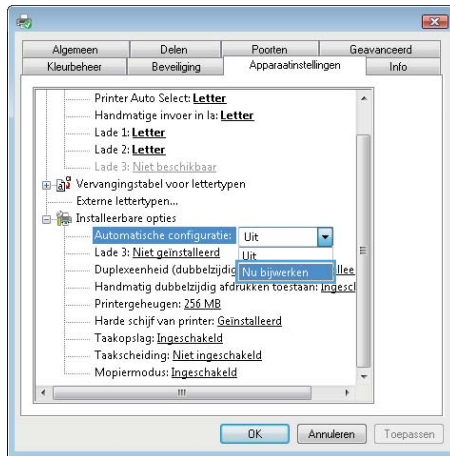 Algemeen Delen Poorten Geavanceerd
Kleurbeheer Beveiliging Apparaatinstellingen Info
Printer Auto Select: Letter
Handmatige invoer in la: Letter
Lade 1: Letter
Lade 2: Letter
Lade 3: Niet beschikbaar
Vervangingstabel voor lettertypen
Externe lettertypen...
Installeerbare opties
Automatische configuratie: Uit
Lade 3: Niet geïnstalleerd Uit
Duplexeenheid (dubbelzijdig Nu bijwerken llee
Handmatig dubbelzijdig afdrukken toestaan: Ingescl
Printergeheugen: 256 MB
Harde schijf van printer: Geïnstalleerd
Taakopslag: Ingeschakeld
Taakscheiding: Niet ingeschakeld
Mopiermodus: Ingeschakeld
OK Annuleren Toepassen